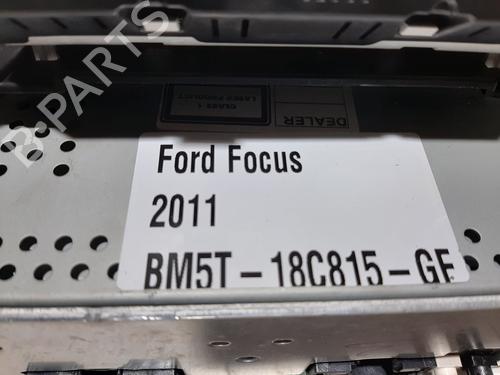 B-PARTS
CLASS 1
LASER PRODUCT
DEALER
Ford Focus
2011
BM5T-18C815-GF